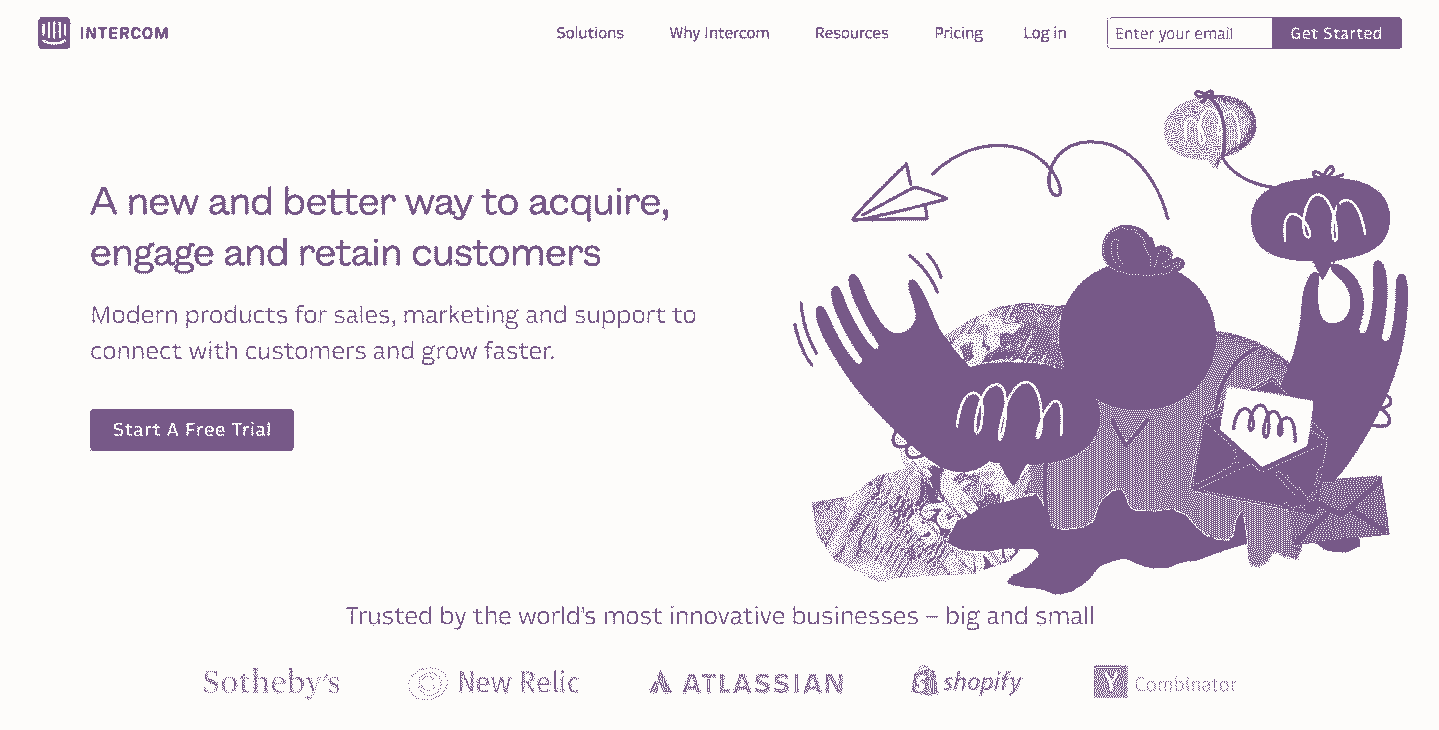 INTERCOM
Solutions Why Intercom Resources Pricing Log in Enter your email Get Started
A new and better way to acquire,
engage and retain customers
Modern products for sales, marketing and support to
connect with customers and grow faster.
Start A Free Trial
Trusted by the world's most innovative businesses – big and small
Sotheby's New Relic ATLASSIAN shopify Y Combinator